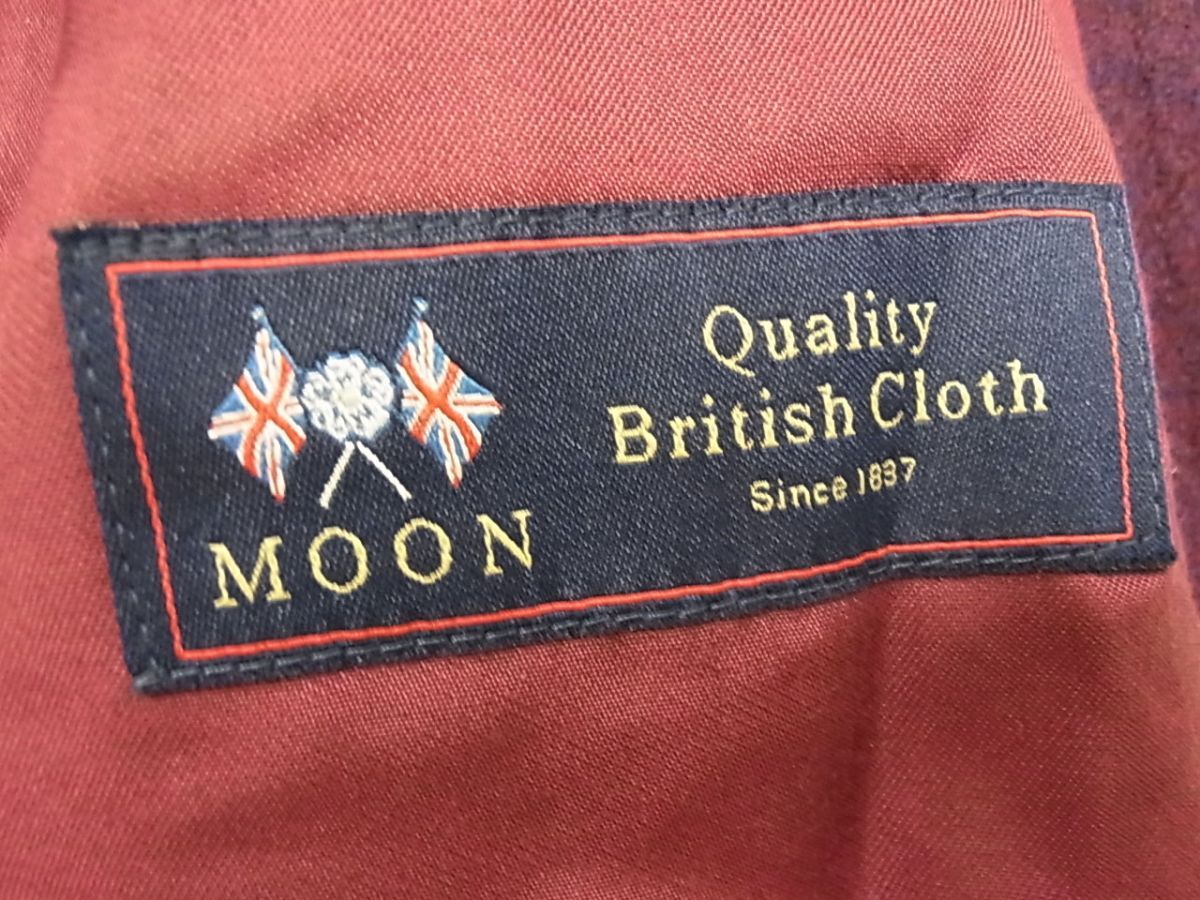 MOON
Quality
British Cloth
Since 1837